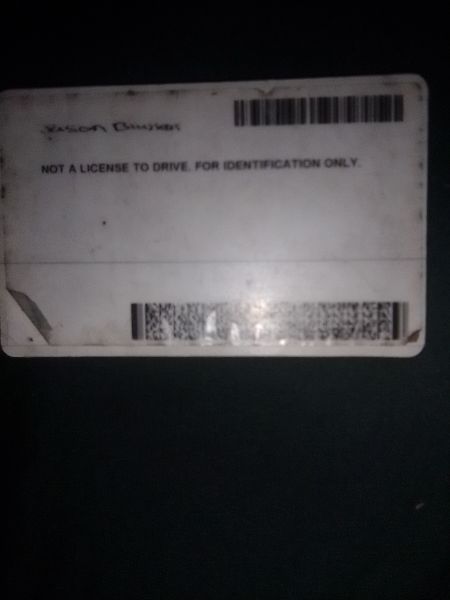 NOT A LICENSE TO DRIVE. FOR IDENTIFICATION ONLY.